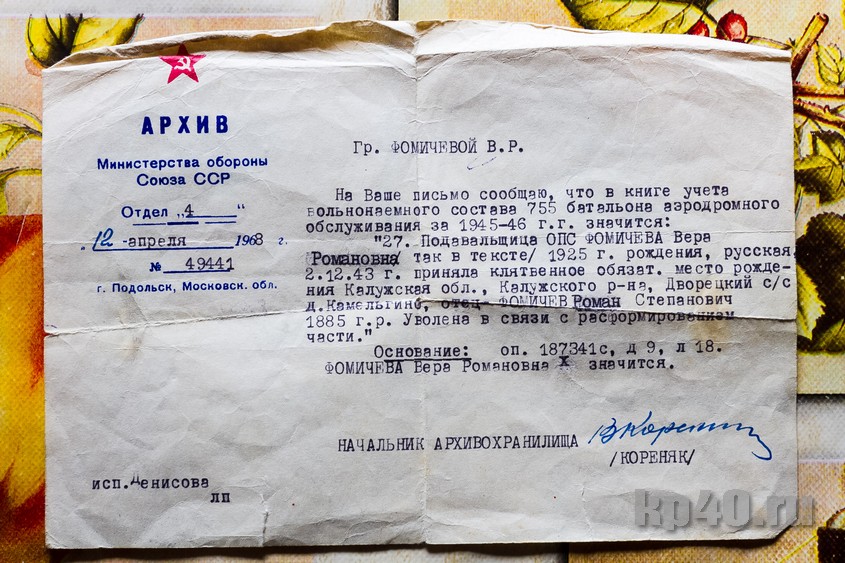 АРХИВ
Министерства обороны
Союза ССР
Отдел „4“
"12 -апреля 1968 г.
№ 49441
г. Подольск, Московск. обл.
Гр. ФОМИЧЕВОЙ В.Р.
На Ваше письмо сообщаю, что в книге учета
вольнонаемного состава 755 батальона аэродромного
обслуживания за 1945-46 г.г. значится:
"27. Подавальщица ОПС ФОМИЧЕВА Вера
Романовна/ так в тексте/ 1925 г. рождения, русская,
2.12.43 г. приняла клятвенное обязат. место рожде-
ния Калужская обл., Калужского р-на, Дворецкий с/с
д.Камельгино, отец- ФОМИЧЕВ Роман Степанович
1885 г.р. Уволена в связи с расформированием
части."
Основание: оп. 187341с, д 9, л 18.
ФОМИЧЕВА Вера Романовна х значится.
НАЧАЛЬНИК АРХИВОХРАНИЛИЩА ВКореняк
/КОРЕНЯК/
исп.Денисова
лп
kp40.ru